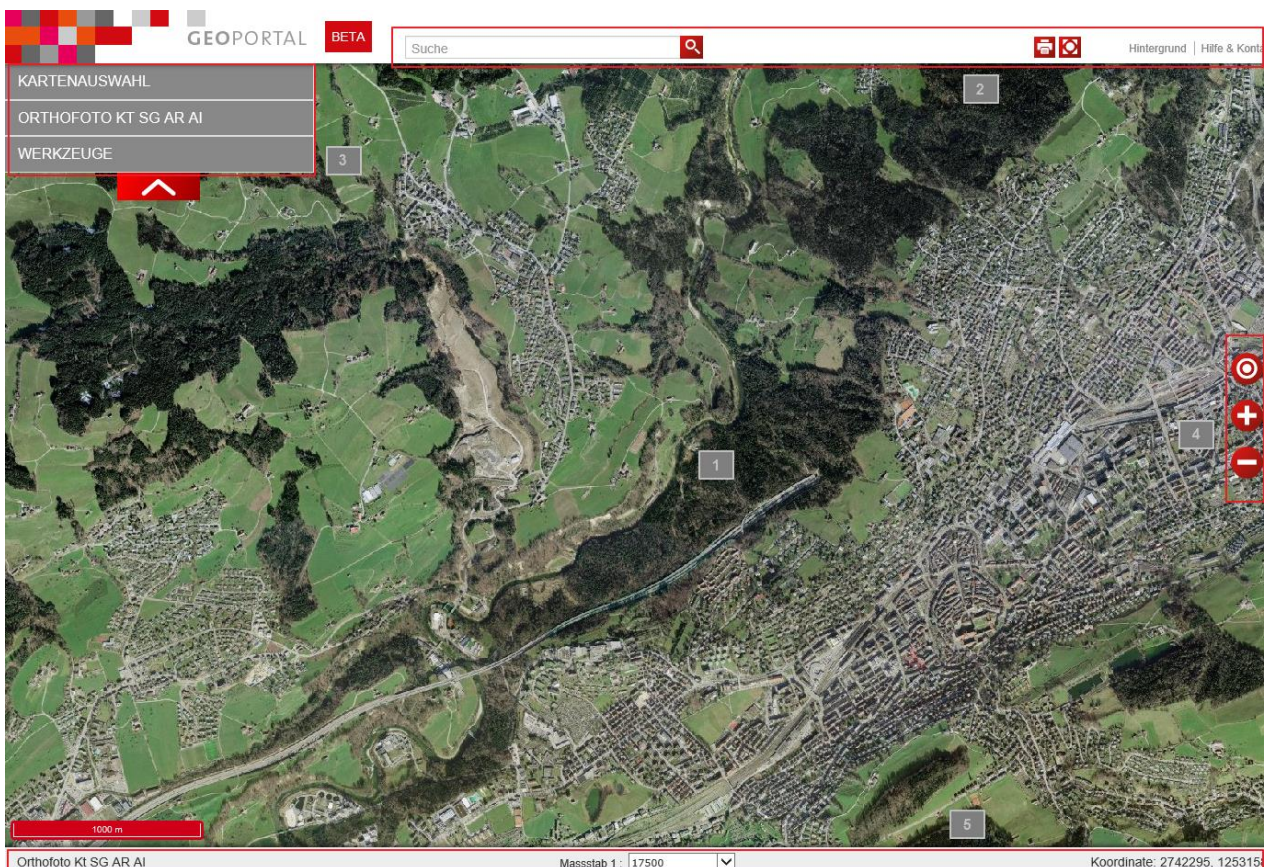 GEOPORTAL
BETA
Suche
Hintergrund | Hilfe & Konta
KARTENAUSWAHL
ORTHOFOTO KT SG AR AI
WERKZEUGE
2
3
1
4
5
1000 m
Orthofoto Kt SG AR AI
Massstab 1 : 17500
Koordinate: 2742295, 1253158